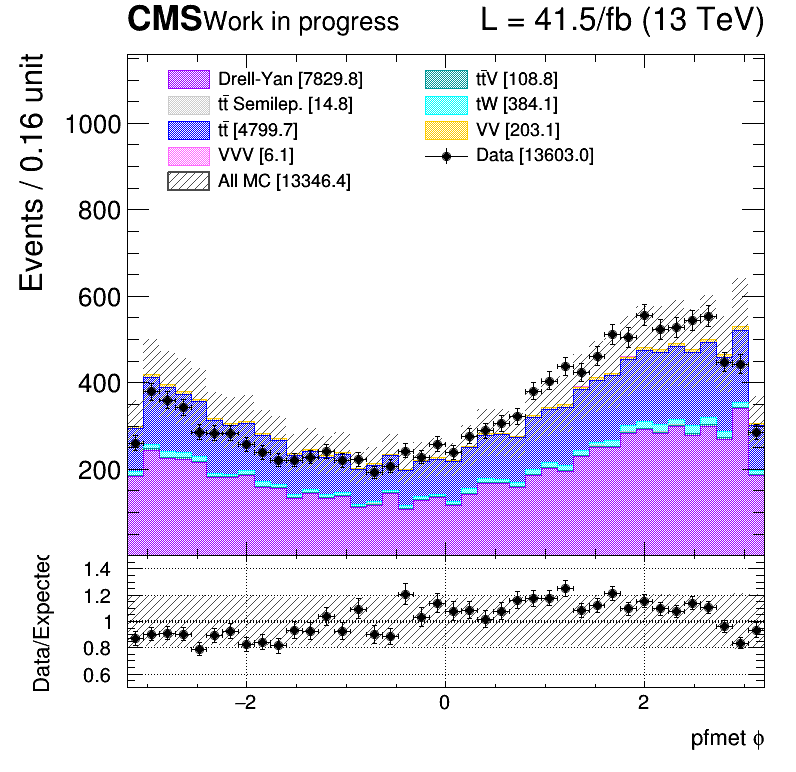 CMS Work in progress L = 41.5/fb (13 TeV)
Drell-Yan [7829.8] tt̄V [108.8]
tt̄ Semilep. [14.8] tW [384.1]
tt̄ [4799.7] VV [203.1]
VVV [6.1] Data [13603.0]
All MC [13346.4]
Events / 0.16 unit
1000
800
600
400
200
Data/Expected
1.4
1.2
1
0.8
0.6
−2 0 2
pfmet ϕ